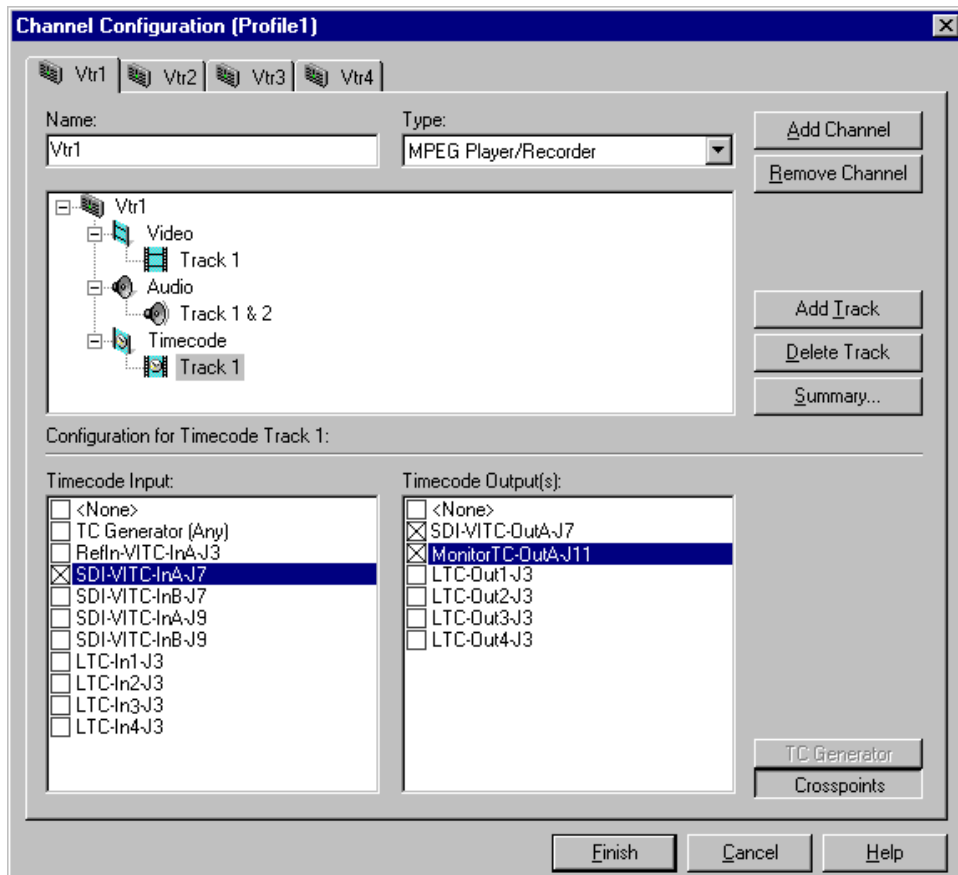 Channel Configuration (Profile1)
Vtr1 Vtr2 Vtr3 Vtr4
Name:
Type:
Vtr1
MPEG Player/Recorder
Add Channel
Remove Channel
Vtr1
Video
Track 1
Audio
Track 1 & 2
Timecode
Track 1
Add Track
Delete Track
Summary...
Configuration for Timecode Track 1:
Timecode Input:
<None>
TC Generator (Any)
RefIn-VITC-InA-J3
SDI-VITC-InA-J7
SDI-VITC-InB-J7
SDI-VITC-InA-J9
SDI-VITC-InB-J9
LTC-In1-J3
LTC-In2-J3
LTC-In3-J3
LTC-In4-J3
Timecode Output(s):
<None>
SDI-VITC-OutA-J7
MonitorTC-OutA-J11
LTC-Out1-J3
LTC-Out2-J3
LTC-Out3-J3
LTC-Out4-J3
TC Generator
Crosspoints
Finish
Cancel
Help